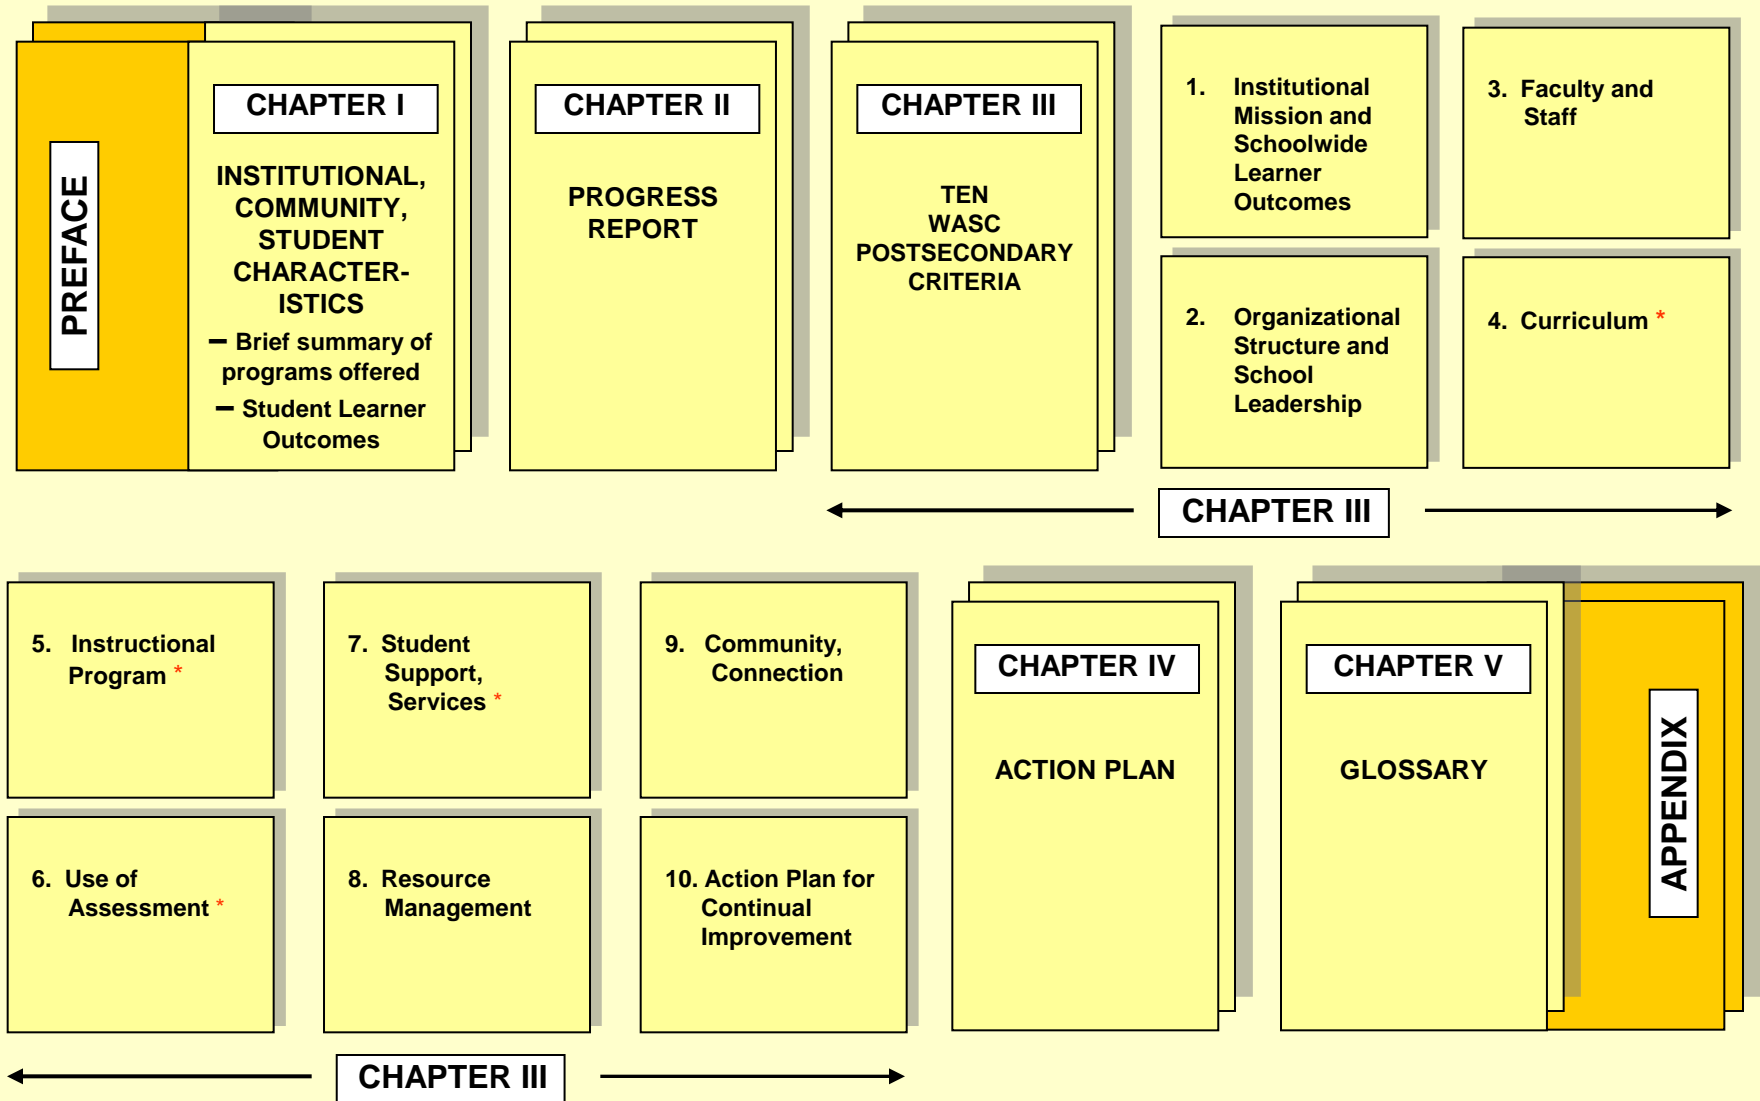 PREFACE
CHAPTER I
INSTITUTIONAL,
COMMUNITY,
STUDENT
CHARACTER-
ISTICS
– Brief summary of
programs offered
– Student Learner
Outcomes
CHAPTER II
PROGRESS
REPORT
CHAPTER III
TEN
WASC
POSTSECONDARY
CRITERIA
1. Institutional
Mission and
Schoolwide
Learner
Outcomes
2. Organizational
Structure and
School
Leadership
3. Faculty and
Staff
4. Curriculum *
CHAPTER III
5. Instructional
Program *
6. Use of
Assessment *
7. Student
Support,
Services *
8. Resource
Management
9. Community,
Connection
10. Action Plan for
Continual
Improvement
CHAPTER III
CHAPTER IV
ACTION PLAN
CHAPTER V
GLOSSARY
APPENDIX